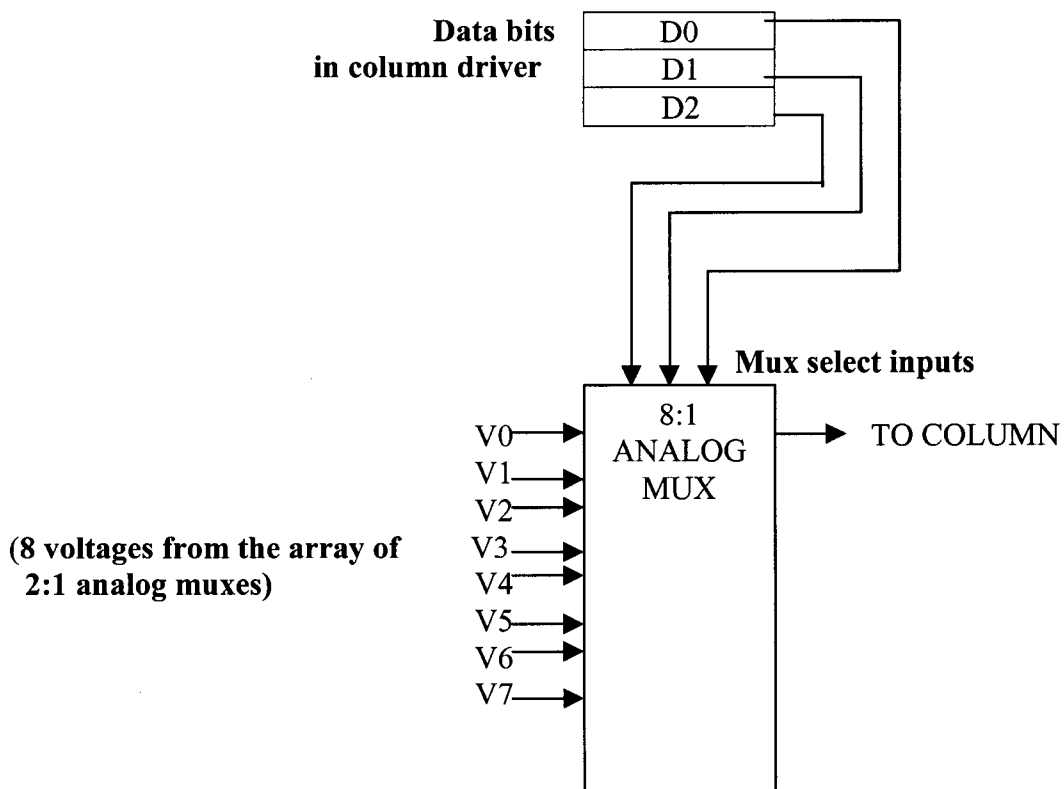 Data bits
in column driver
D0
D1
D2
Mux select inputs
8:1
ANALOG
MUX
TO COLUMN
V0
V1
V2
V3
V4
V5
V6
V7
(8 voltages from the array of
2:1 analog muxes)